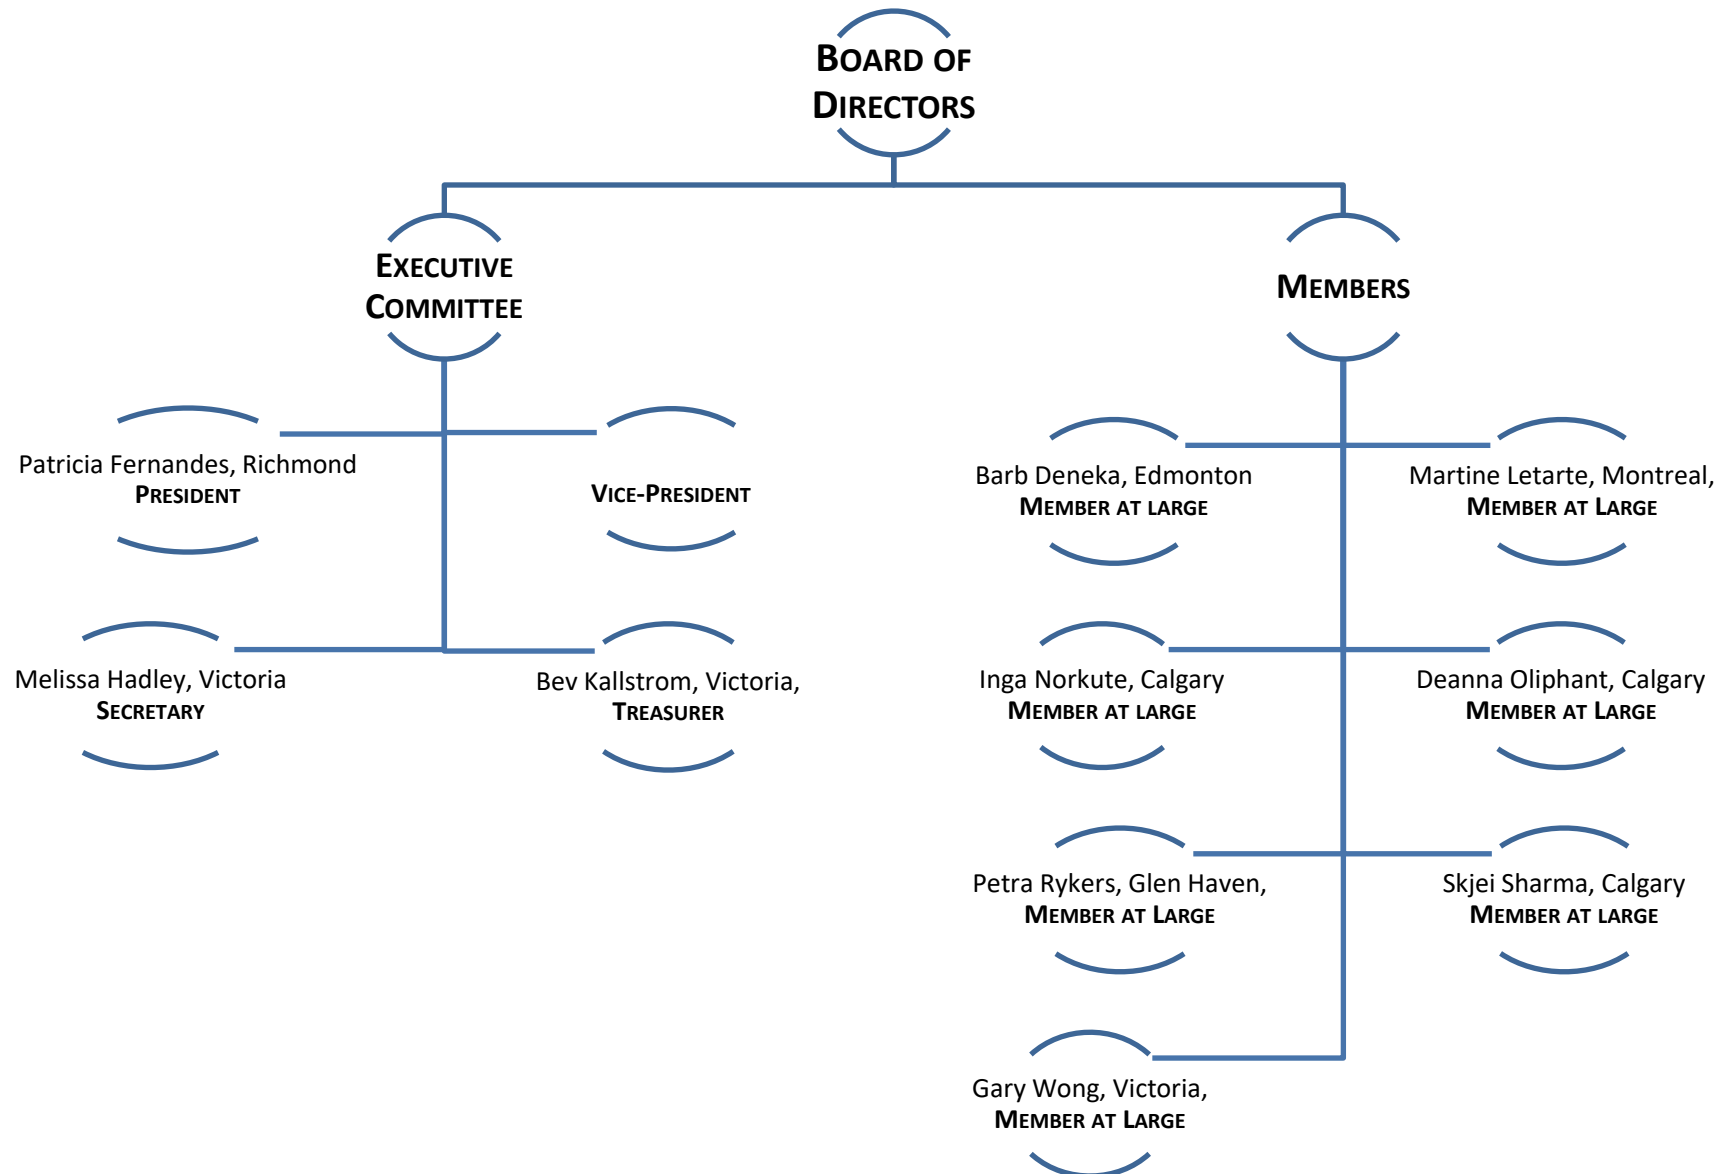 BOARD OF
DIRECTORS
EXECUTIVE
COMMITTEE
MEMBERS
Patricia Fernandes, Richmond
PRESIDENT
VICE-PRESIDENT
Barb Deneka, Edmonton
MEMBER AT LARGE
Martine Letarte, Montreal,
MEMBER AT LARGE
Melissa Hadley, Victoria
SECRETARY
Bev Kallstrom, Victoria,
TREASURER
Inga Norkute, Calgary
MEMBER AT LARGE
Deanna Oliphant, Calgary
MEMBER AT LARGE
Petra Rykers, Glen Haven,
MEMBER AT LARGE
Skjei Sharma, Calgary
MEMBER AT LARGE
Gary Wong, Victoria,
MEMBER AT LARGE